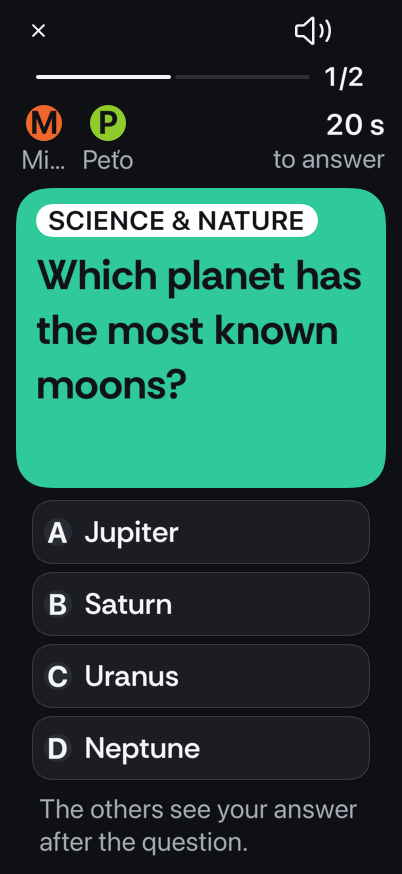 1/2
M P
20 s
Mi... Peťo
to answer
SCIENCE & NATURE
Which planet has
the most known
moons?
A Jupiter
B Saturn
C Uranus
D Neptune
The others see your answer
after the question.